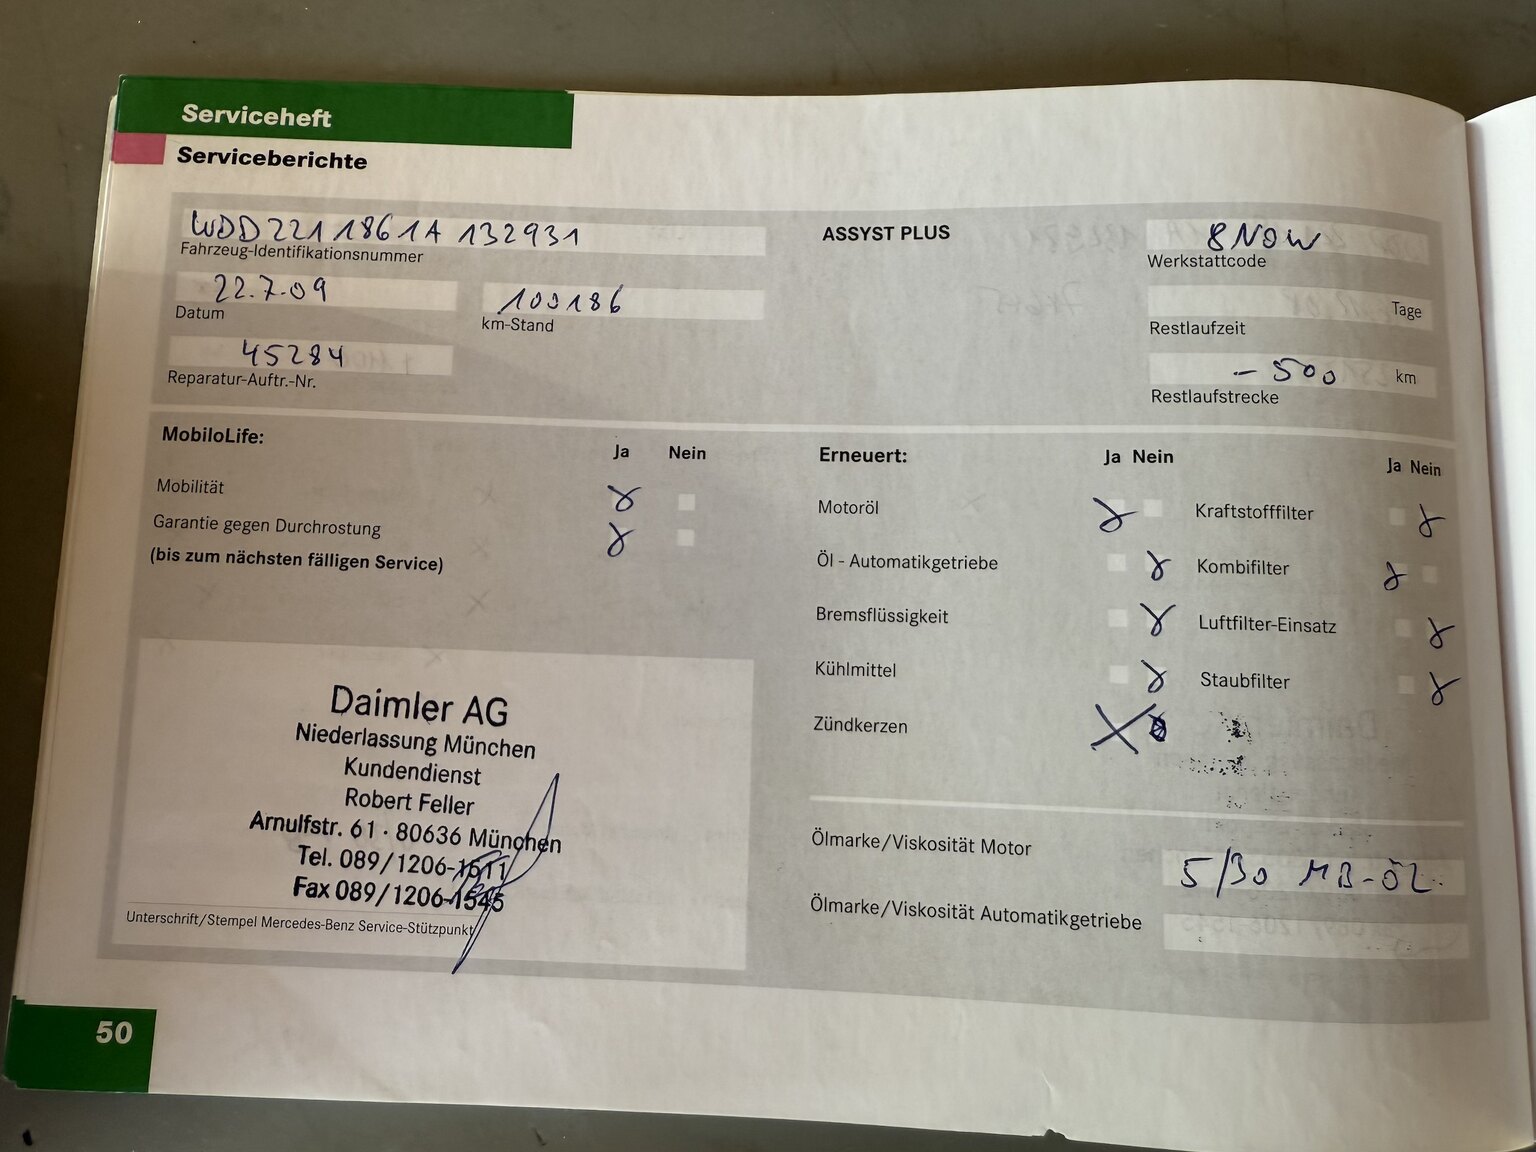 Serviceheft
Serviceberichte
WDD2211861A132931
Fahrzeug-Identifikationsnummer
ASSYST PLUS
8NOW
Werkstattcode
22.7.09
Datum
100186
km-Stand
Tage
Restlaufzeit
45284
Reparatur-Auftr.-Nr.
- 500 km
Restlaufstrecke
MobiloLife:
Ja Nein
Mobilität
Garantie gegen Durchrostung
(bis zum nächsten fälligen Service)
Erneuert:
Ja Nein
Ja Nein
Motoröl
Kraftstofffilter
Öl - Automatikgetriebe
Kombifilter
Bremsflüssigkeit
Luftfilter-Einsatz
Kühlmittel
Staubfilter
Zündkerzen
Daimler AG
Niederlassung München
Kundendienst
Robert Feller
Arnulfstr. 61 · 80636 München
Tel. 089/1206-1511
Fax 089/1206-1545
Unterschrift/Stempel Mercedes-Benz Service-Stützpunkt
Ölmarke/Viskosität Motor
5/30 MB-ÖL
Ölmarke/Viskosität Automatikgetriebe
50